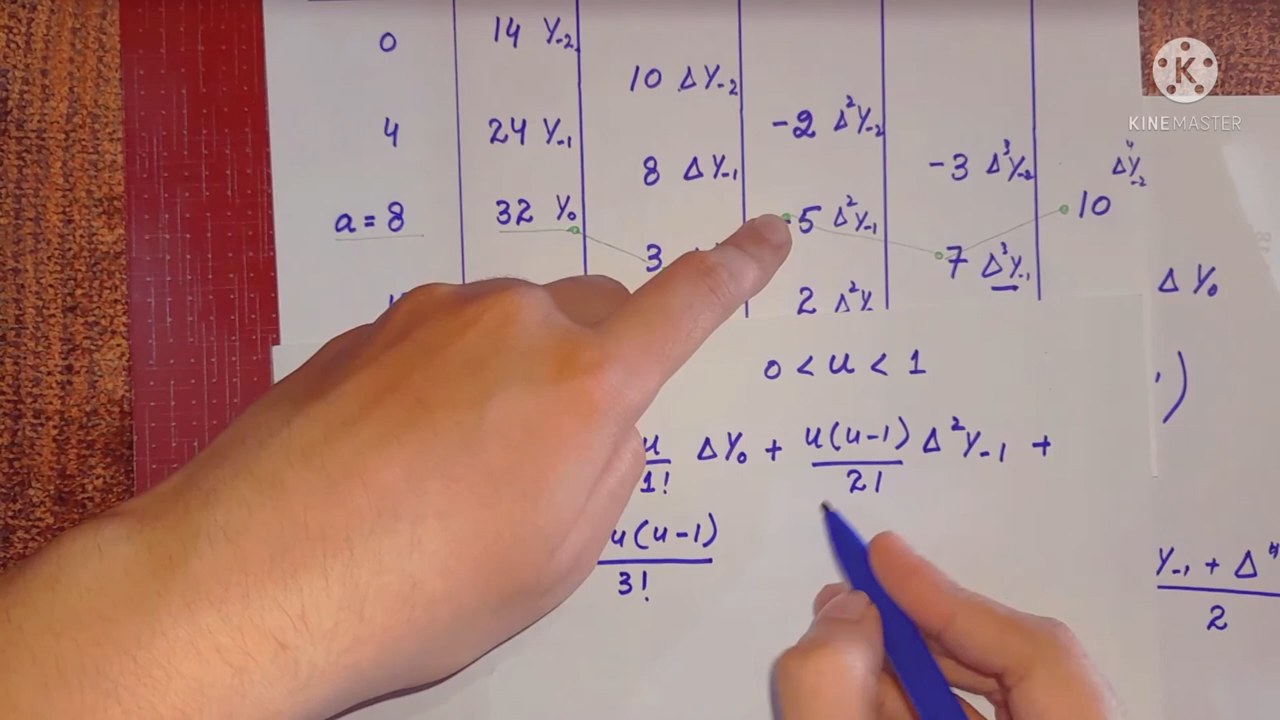 0 14 Y₋₂
10 ΔY₋₂
4 24 Y₋₁ -2 Δ²Y₋₂
8 ΔY₋₁ -3 Δ³Y₋₂ Δ⁴Y₋₂
a = 8 32 Y₀ -5 Δ²Y₋₁ 10
3 7 Δ³Y₋₁
2 Δ²Y
ΔY₀
0 < u < 1
)
u/1! ΔY₀ + u(u-1)/2! Δ²Y₋₁ +
u(u-1)/3!
Y₋₁ + Δ⁴
2
K
KINEMASTER